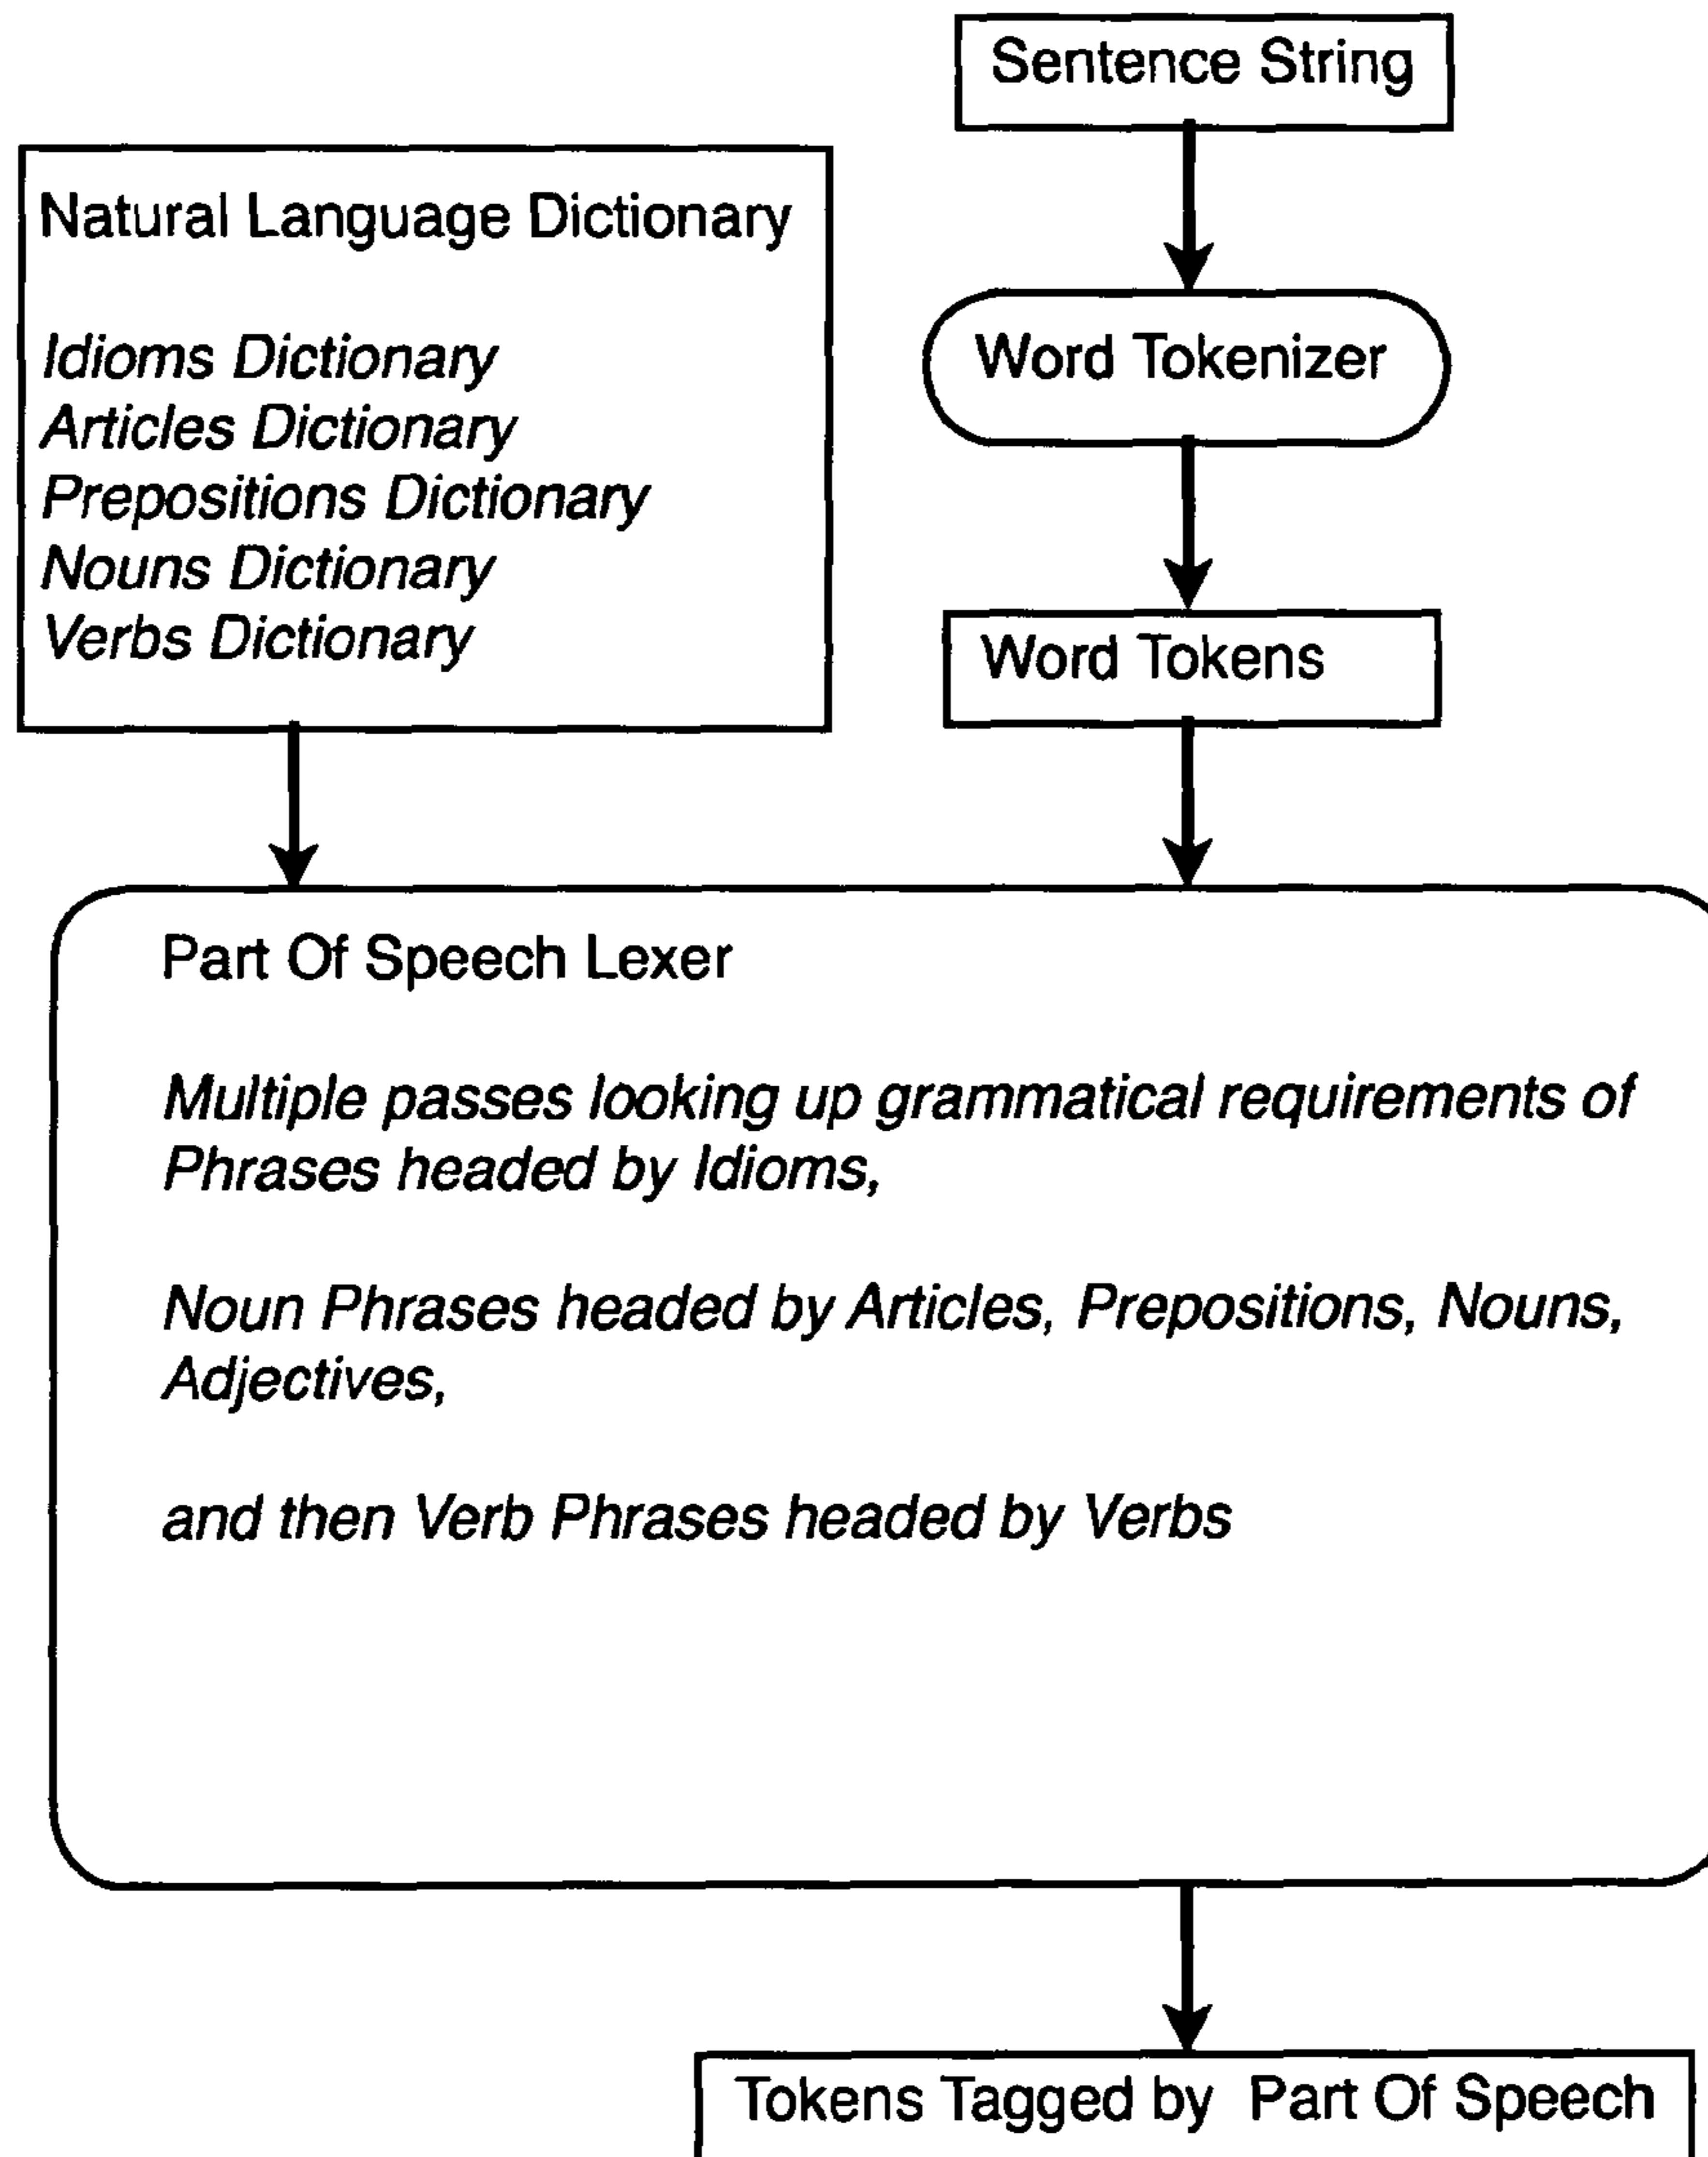 Sentence String
Natural Language Dictionary
Idioms Dictionary
Articles Dictionary
Prepositions Dictionary
Nouns Dictionary
Verbs Dictionary
Word Tokenizer
Word Tokens
Part Of Speech Lexer
Multiple passes looking up grammatical requirements of
Phrases headed by Idioms,
Noun Phrases headed by Articles, Prepositions, Nouns,
Adjectives,
and then Verb Phrases headed by Verbs
Tokens Tagged by Part Of Speech